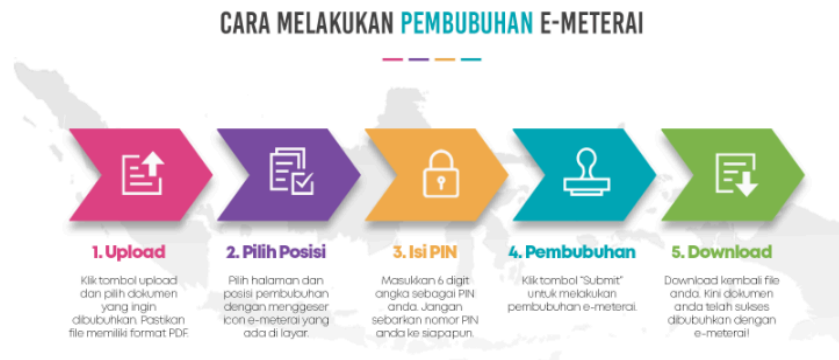 CARA MELAKUKAN PEMBUBUHAN E-METERAI
1. Upload
Klik tombol upload
dan pilih dokumen
yang ingin
dibubuhkan. Pastikan
file memiliki format PDF.
2. Pilih Posisi
Pilih halaman dan
posisi pembubuhan
dengan menggeser
icon e-meterai yang
ada di layar.
3. Isi PIN
Masukkan 6 digit
angka sebagai PIN
anda. Jangan
sebarkan nomor PIN
anda ke siapapun.
4. Pembubuhan
Klik tombol "Submit"
untuk melakukan
pembubuhan e-meterai.
5. Download
Download kembali file
anda. Kini dokumen
anda telah sukses
dibubuhkan dengan
e-meterai!